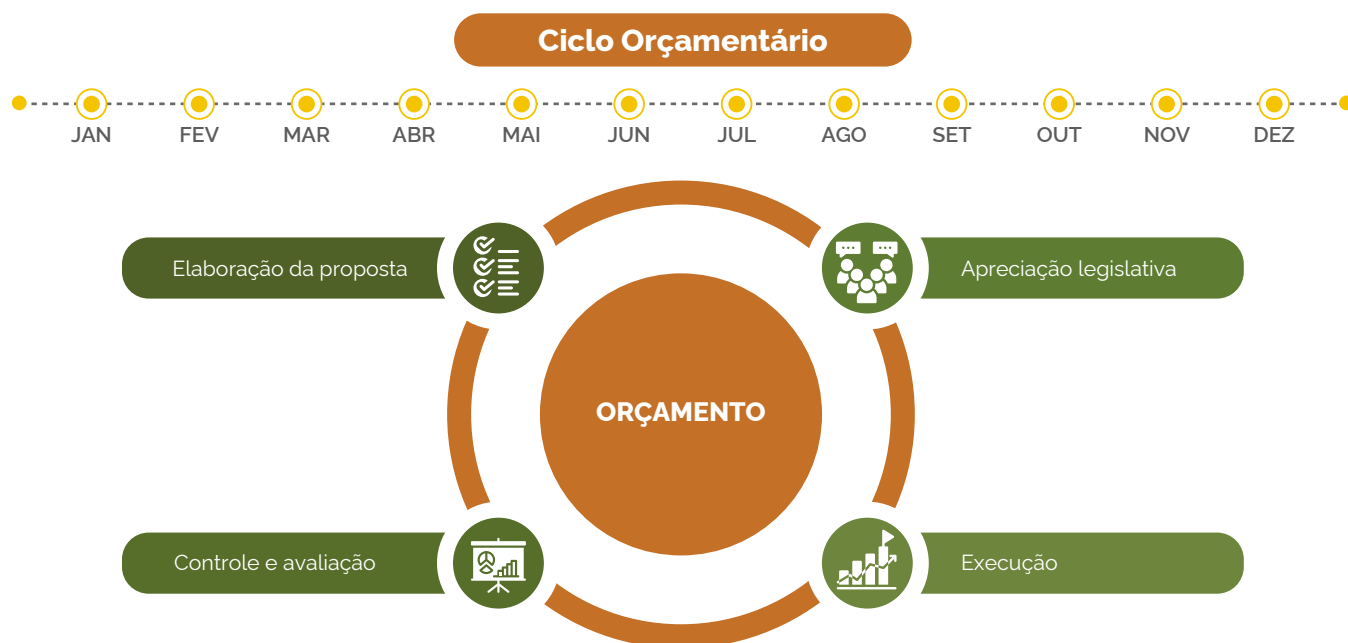 Ciclo Orçamentário
JAN FEV MAR ABR MAI JUN JUL AGO SET OUT NOV DEZ
Elaboração da proposta
Apreciação legislativa
ORÇAMENTO
Controle e avaliação
Execução